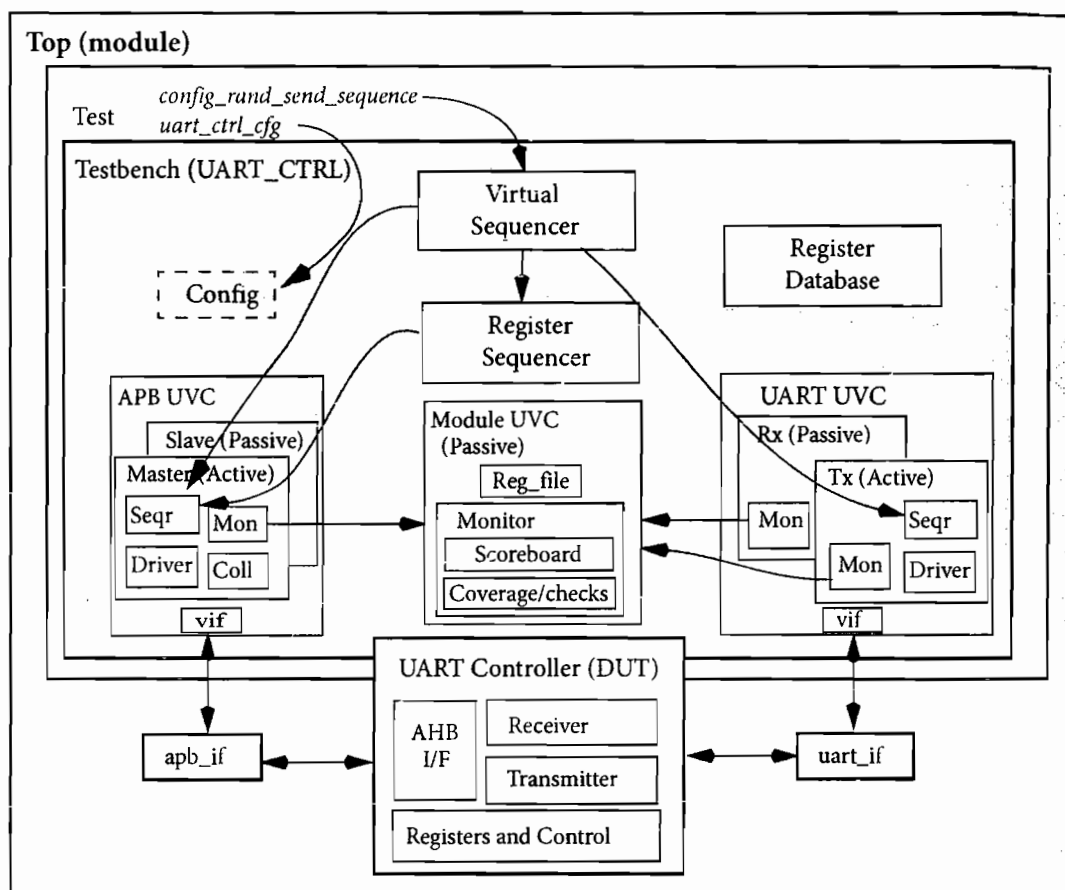 Top (module)
config_rand_send_sequence
Test
uart_ctrl_cfg
Testbench (UART_CTRL)
Virtual
Sequencer
Register
Database
Config
Register
Sequencer
APB UVC
Slave (Passive)
Master (Active)
Seqr
Mon
Driver
Coll
vif
Module UVC
(Passive)
Reg_file
Monitor
Scoreboard
Coverage/checks
UART UVC
Rx (Passive)
Tx (Active)
Mon
Seqr
Mon
Driver
vif
UART Controller (DUT)
AHB
I/F
Receiver
Transmitter
Registers and Control
apb_if
uart_if